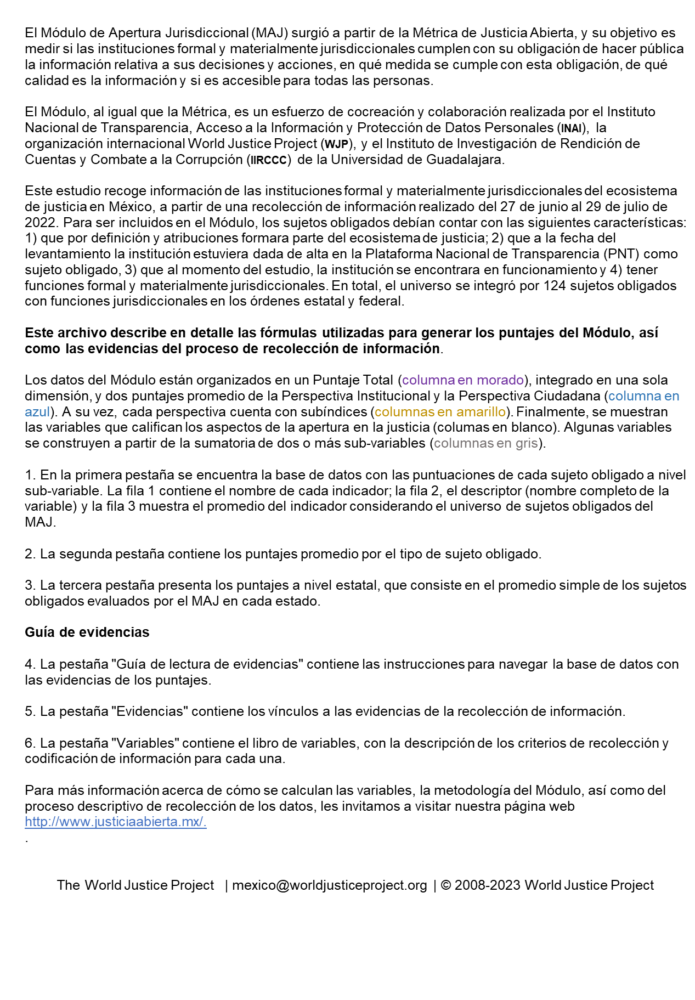 El Módulo de Apertura Jurisdiccional (MAJ) surgió a partir de la Métrica de Justicia Abierta, y su objetivo es
medir si las instituciones formal y materialmente jurisdiccionales cumplen con su obligación de hacer pública
la información relativa a sus decisiones y acciones, en qué medida se cumple con esta obligación, de qué
calidad es la información y si es accesible para todas las personas.
El Módulo, al igual que la Métrica, es un esfuerzo de cocreación y colaboración realizada por el Instituto
Nacional de Transparencia, Acceso a la Información y Protección de Datos Personales (INAI), la
organización internacional World Justice Project (WJP), y el Instituto de Investigación de Rendición de
Cuentas y Combate a la Corrupción (IIRCCC) de la Universidad de Guadalajara.
Este estudio recoge información de las instituciones formal y materialmente jurisdiccionales del ecosistema
de justicia en México, a partir de una recolección de información realizado del 27 de junio al 29 de julio de
2022. Para ser incluidos en el Módulo, los sujetos obligados debían contar con las siguientes características:
1) que por definición y atribuciones formara parte del ecosistema de justicia; 2) que a la fecha del
levantamiento la institución estuviera dada de alta en la Plataforma Nacional de Transparencia (PNT) como
sujeto obligado, 3) que al momento del estudio, la institución se encontrara en funcionamiento y 4) tener
funciones formal y materialmente jurisdiccionales. En total, el universo se integró por 124 sujetos obligados
con funciones jurisdiccionales en los órdenes estatal y federal.
Este archivo describe en detalle las fórmulas utilizadas para generar los puntajes del Módulo, así
como las evidencias del proceso de recolección de información.
Los datos del Módulo están organizados en un Puntaje Total (columna en morado), integrado en una sola
dimensión, y dos puntajes promedio de la Perspectiva Institucional y la Perspectiva Ciudadana (columna en
azul). A su vez, cada perspectiva cuenta con subíndices (columnas en amarillo). Finalmente, se muestran
las variables que califican los aspectos de la apertura en la justicia (columas en blanco). Algunas variables
se construyen a partir de la sumatoria de dos o más sub-variables (columnas en gris).
1. En la primera pestaña se encuentra la base de datos con las puntuaciones de cada sujeto obligado a nivel
sub-variable. La fila 1 contiene el nombre de cada indicador; la fila 2, el descriptor (nombre completo de la
variable) y la fila 3 muestra el promedio del indicador considerando el universo de sujetos obligados del
MAJ.
2. La segunda pestaña contiene los puntajes promedio por el tipo de sujeto obligado.
3. La tercera pestaña presenta los puntajes a nivel estatal, que consiste en el promedio simple de los sujetos
obligados evaluados por el MAJ en cada estado.
Guía de evidencias
4. La pestaña "Guía de lectura de evidencias" contiene las instrucciones para navegar la base de datos con
las evidencias de los puntajes.
5. La pestaña "Evidencias" contiene los vínculos a las evidencias de la recolección de información.
6. La pestaña "Variables" contiene el libro de variables, con la descripción de los criterios de recolección y
codificación de información para cada una.
Para más información acerca de cómo se calculan las variables, la metodología del Módulo, así como del
proceso descriptivo de recolección de los datos, les invitamos a visitar nuestra página web
http://www.justiciaabierta.mx/.
.
The World Justice Project | mexico@worldjusticeproject.org | © 2008-2023 World Justice Project